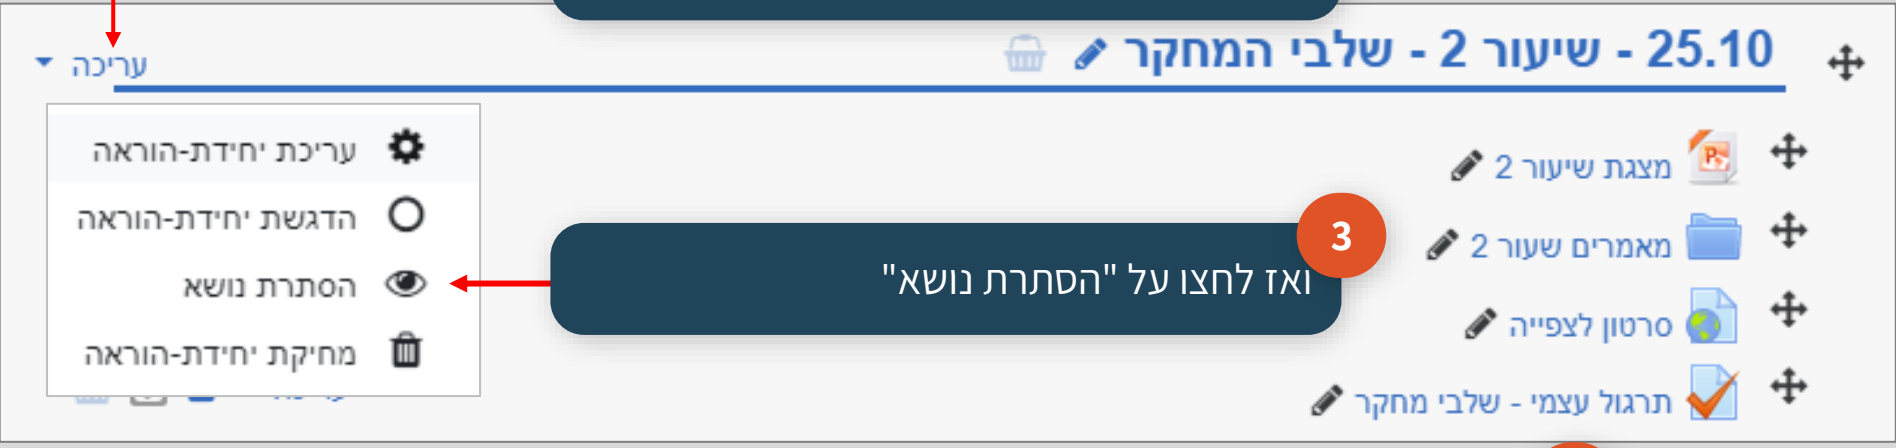 25.10 - שיעור 2 - שלבי המחקר
עריכה
עריכת יחידת-הוראה
הדגשת יחידת-הוראה
הסתרת נושא
מחיקת יחידת-הוראה
3
ואז לחצו על "הסתרת נושא"
מצגת שיעור 2
מאמרים שעור 2
סרטון לצפייה
תרגול עצמי - שלבי מחקר